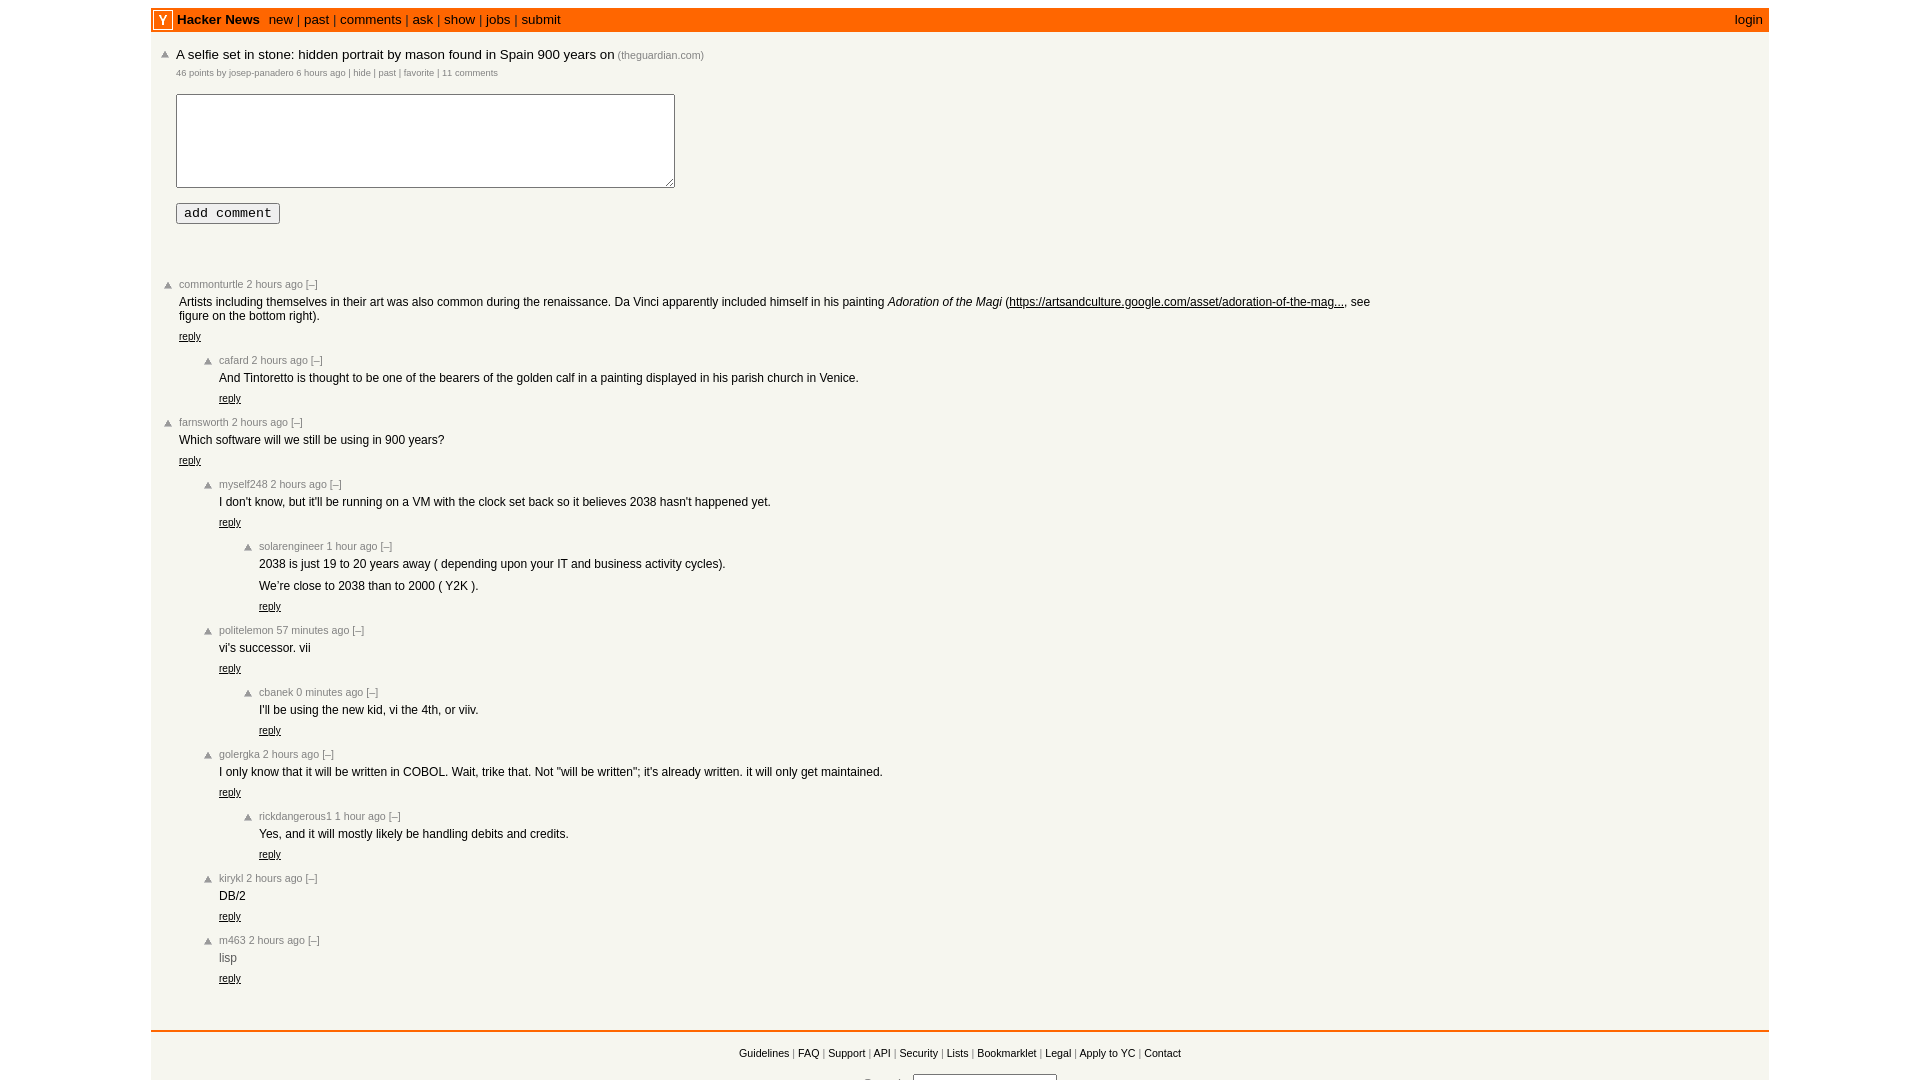 Y Hacker News new | past | comments | ask | show | jobs | submit login
A selfie set in stone: hidden portrait by mason found in Spain 900 years on (theguardian.com)
46 points by josep-panadero 6 hours ago | hide | past | favorite | 11 comments
add comment
commonturtle 2 hours ago [–]
Artists including themselves in their art was also common during the renaissance. Da Vinci apparently included himself in his painting Adoration of the Magi (https://artsandculture.google.com/asset/adoration-of-the-mag..., see
figure on the bottom right).
reply
cafard 2 hours ago [–]
And Tintoretto is thought to be one of the bearers of the golden calf in a painting displayed in his parish church in Venice.
reply
farnsworth 2 hours ago [–]
Which software will we still be using in 900 years?
reply
myself248 2 hours ago [–]
I don't know, but it'll be running on a VM with the clock set back so it believes 2038 hasn't happened yet.
reply
solarengineer 1 hour ago [–]
2038 is just 19 to 20 years away ( depending upon your IT and business activity cycles).
We’re close to 2038 than to 2000 ( Y2K ).
reply
politelemon 57 minutes ago [–]
vi's successor. vii
reply
cbanek 0 minutes ago [–]
I'll be using the new kid, vi the 4th, or viiv.
reply
golergka 2 hours ago [–]
I only know that it will be written in COBOL. Wait, trike that. Not "will be written"; it's already written. it will only get maintained.
reply
rickdangerous1 1 hour ago [–]
Yes, and it will mostly likely be handling debits and credits.
reply
kirykl 2 hours ago [–]
DB/2
reply
m463 2 hours ago [–]
lisp
reply
Guidelines | FAQ | Support | API | Security | Lists | Bookmarklet | Legal | Apply to YC | Contact